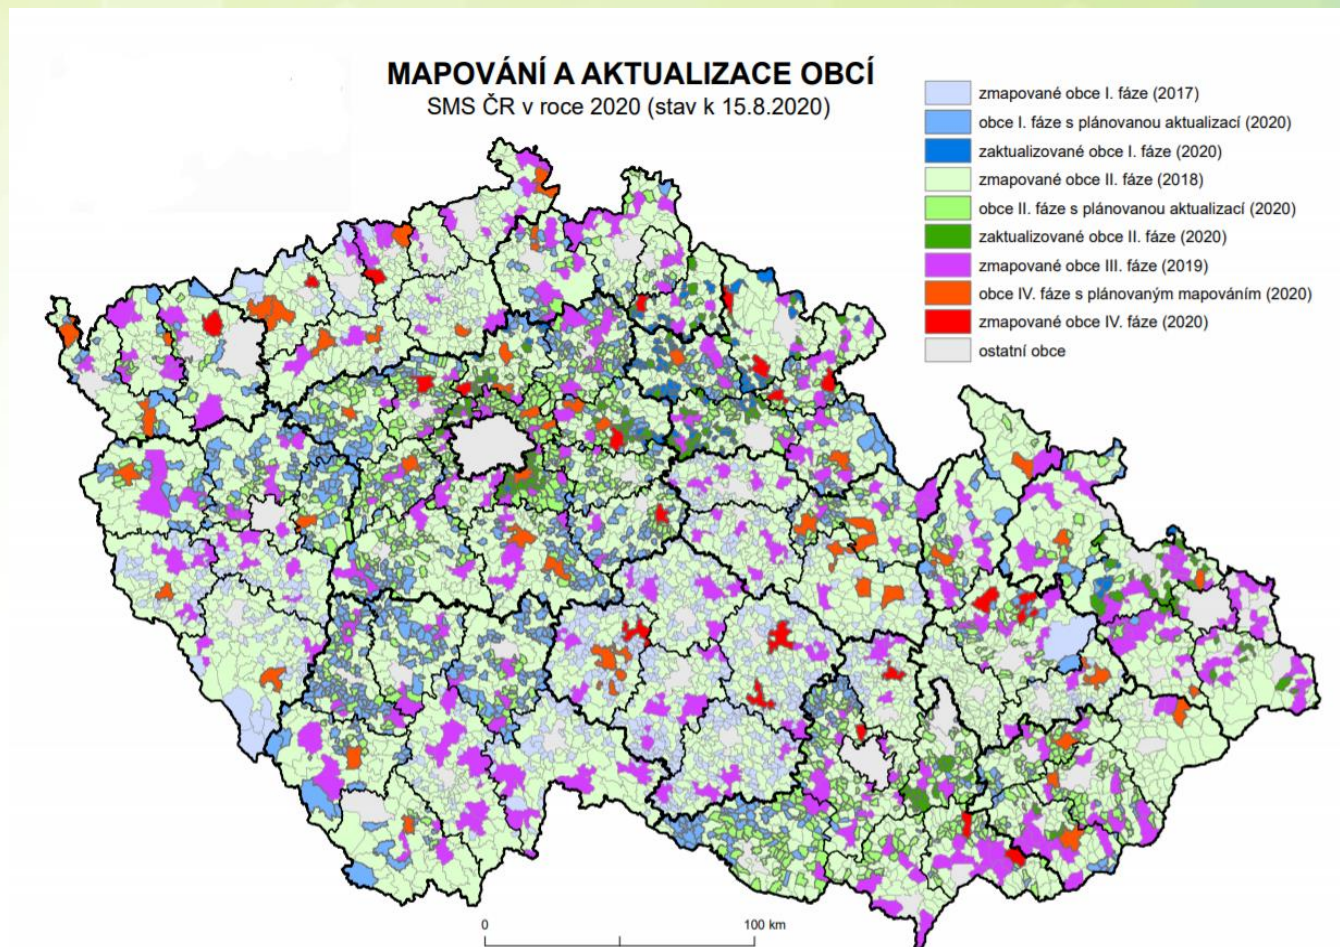 MAPOVÁNÍ A AKTUALIZACE OBCÍ
SMS ČR v roce 2020 (stav k 15.8.2020)
zmapované obce I. fáze (2017)
obce I. fáze s plánovanou aktualizací (2020)
zaktualizované obce I. fáze (2020)
zmapované obce II. fáze (2018)
obce II. fáze s plánovanou aktualizací (2020)
zaktualizované obce II. fáze (2020)
zmapované obce III. fáze (2019)
obce IV. fáze s plánovaným mapováním (2020)
zmapované obce IV. fáze (2020)
ostatní obce
0
100 km